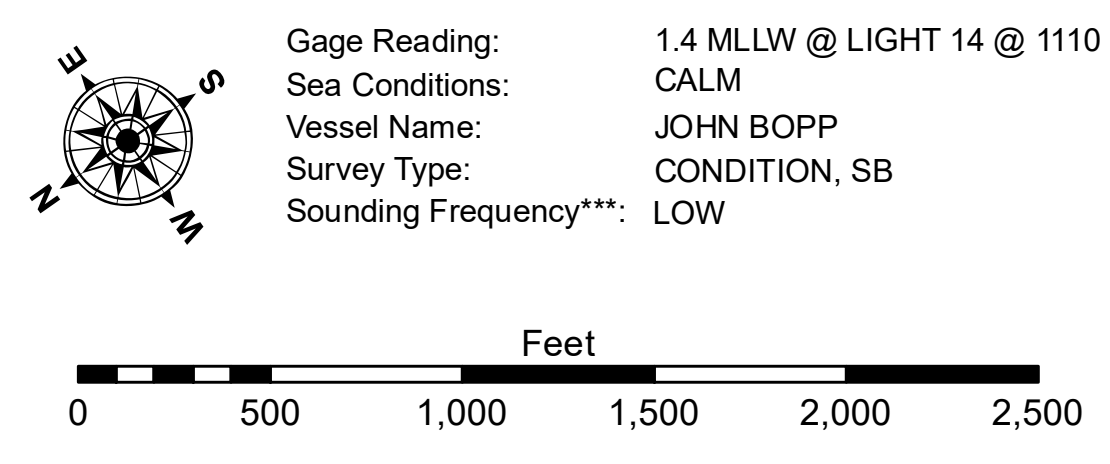 E
S
N
W
Gage Reading: 1.4 MLLW @ LIGHT 14 @ 1110
Sea Conditions: CALM
Vessel Name: JOHN BOPP
Survey Type: CONDITION, SB
Sounding Frequency***: LOW
Feet
0 500 1,000 1,500 2,000 2,500